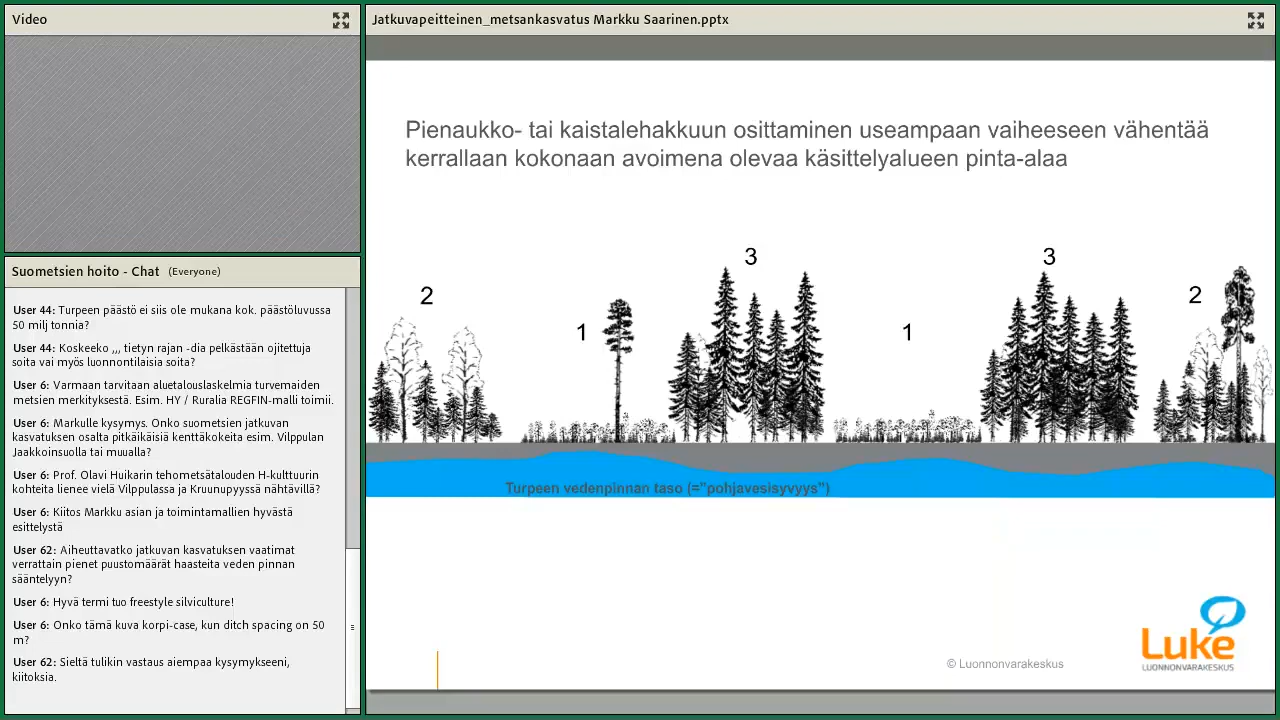 Video
Jatkuvapeitteinen_metsankasvatus Markku Saarinen.pptx
Suometsien hoito - Chat (Everyone)
User 44: Turpeen päästö ei siis ole mukana kok. päästöluvussa
50 milj tonnia?
User 44: Koskeeko ,,, tietyn rajan -dia pelkästään ojitettuja
soita vai myös luonnontilaisia soita?
User 6: Varmaan tarvitaan aluetalouslaskelmia turvemaiden
metsien merkityksestä. Esim. HY / Ruralia REGFIN-malli toimii.
User 6: Markulle kysymys. Onko suometsien jatkuvan
kasvatuksen osalta pitkäikäisiä kenttäkokeita esim. Vilppulan
Jaakkoinsuolla tai muualla?
User 6: Prof. Olavi Huikarin tehometsätalouden H-kulttuurin
kohteita lienee vielä Vilppulassa ja Kruunupyyssä nähtävillä?
User 6: Kiitos Markku asian ja toimintamallien hyvästä
esittelystä
User 62: Aiheuttavatko jatkuvan kasvatuksen vaatimat
verrattain pienet puustomäärät haasteita veden pinnan
sääntelyyn?
User 6: Hyvä termi tuo freestyle silviculture!
User 6: Onko tämä kuva korpi-case, kun ditch spacing on 50
m?
User 62: Sieltä tulikin vastaus aiempaa kysymykseeni,
kiitoksia.
Pienaukko- tai kaistalehakkuun osittaminen useampaan vaiheeseen vähentää
kerrallaan kokonaan avoimena olevaa käsittelyalueen pinta-alaa
2
1
3
1
3
2
Turpeen vedenpinnan taso (="pohjavesisyvyys")
© Luonnonvarakeskus
Luke
LUONNONVARAKESKUS